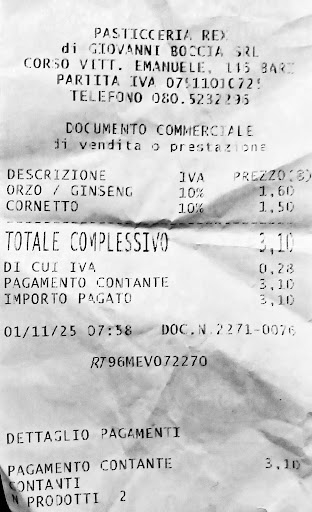 PASTICCERIA REX
di GIOVANNI BOCCIA SRL
CORSO VITT. EMANUELE, 115 BARI
PARTITA IVA 07511010725
TELEFONO 080.5232295
DOCUMENTO COMMERCIALE
di vendita o prestazione
DESCRIZIONE IVA PREZZO(€)
ORZO / GINSENG 10% 1,60
CORNETTO 10% 1,50
TOTALE COMPLESSIVO 3,10
DI CUI IVA 0,28
PAGAMENTO CONTANTE 3,10
IMPORTO PAGATO 3,10
01/11/25 07:58 DOC.N.2271-0076
RT96MEV072270
DETTAGLIO PAGAMENTI
PAGAMENTO CONTANTE 3,10
CONTANTI
N PRODOTTI 2